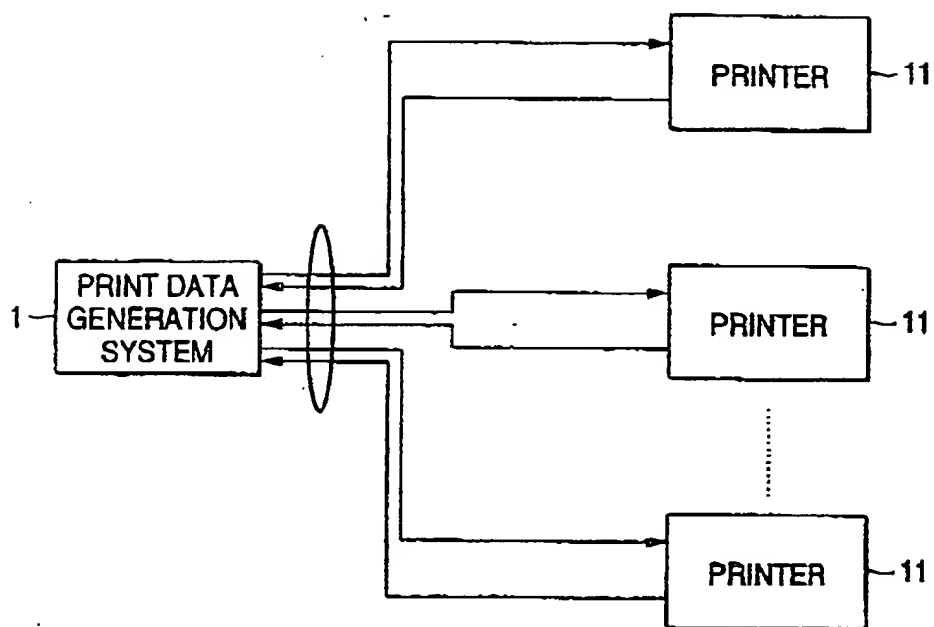 PRINTER
11
1
PRINT DATA
GENERATION
SYSTEM
PRINTER
11
PRINTER
11